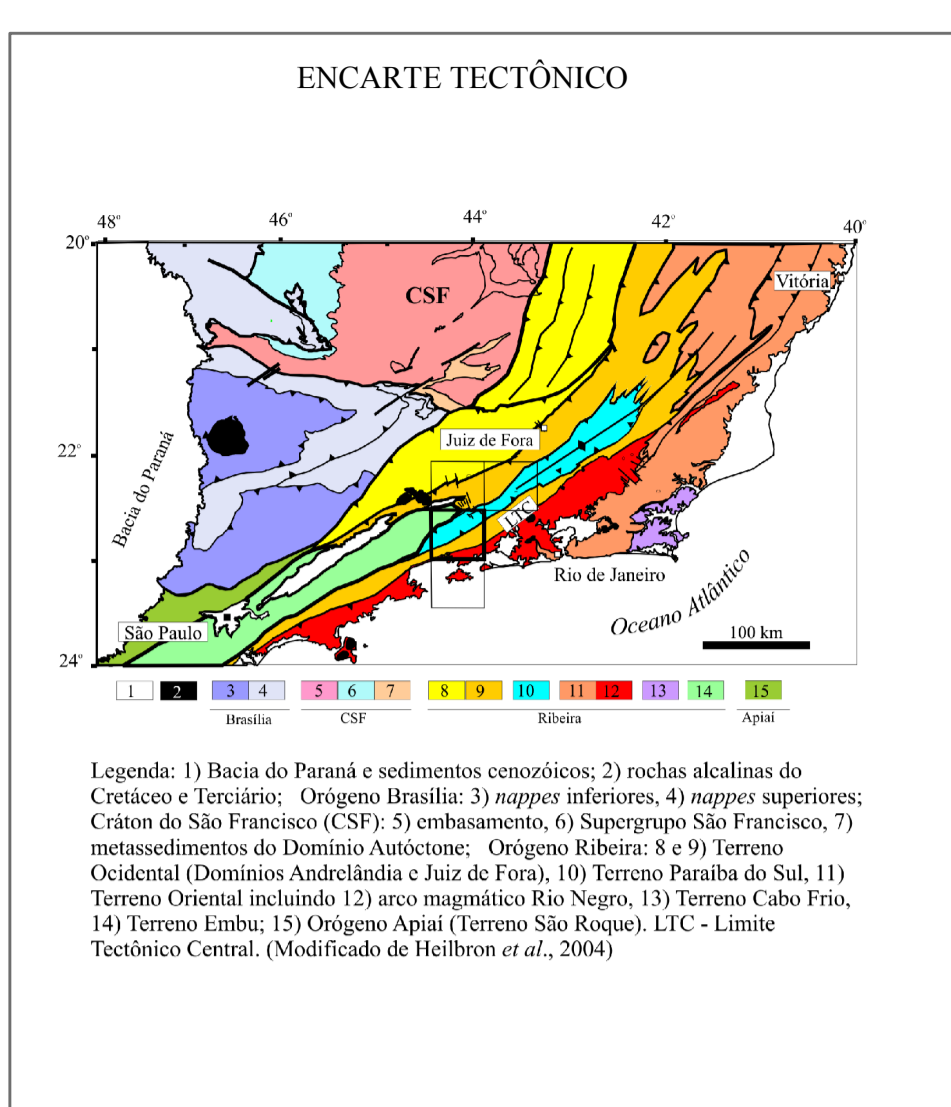 ENCARTE TECTÔNICO
48° 46° 44° 42° 40°
20°
CSF
Vitória
22°
Juiz de Fora
Bacia do Paraná
LTC
Rio de Janeiro
Oceano Atlântico
São Paulo
100 km
24°
1 2 3 4 5 6 7 8 9 10 11 12 13 14 15
Brasília CSF Ribeira Apiaí
Legenda: 1) Bacia do Paraná e sedimentos cenozóicos; 2) rochas alcalinas do
Cretáceo e Terciário; Orógeno Brasília: 3) nappes inferiores, 4) nappes superiores;
Cráton do São Francisco (CSF): 5) embasamento, 6) Supergrupo São Francisco, 7)
metassedimentos do Domínio Autóctone; Orógeno Ribeira: 8 e 9) Terreno
Ocidental (Domínios Andrelândia e Juiz de Fora), 10) Terreno Paraíba do Sul, 11)
Terreno Oriental incluindo 12) arco magmático Rio Negro, 13) Terreno Cabo Frio,
14) Terreno Embu; 15) Orógeno Apiaí (Terreno São Roque). LTC - Limite
Tectônico Central. (Modificado de Heilbron et al., 2004)